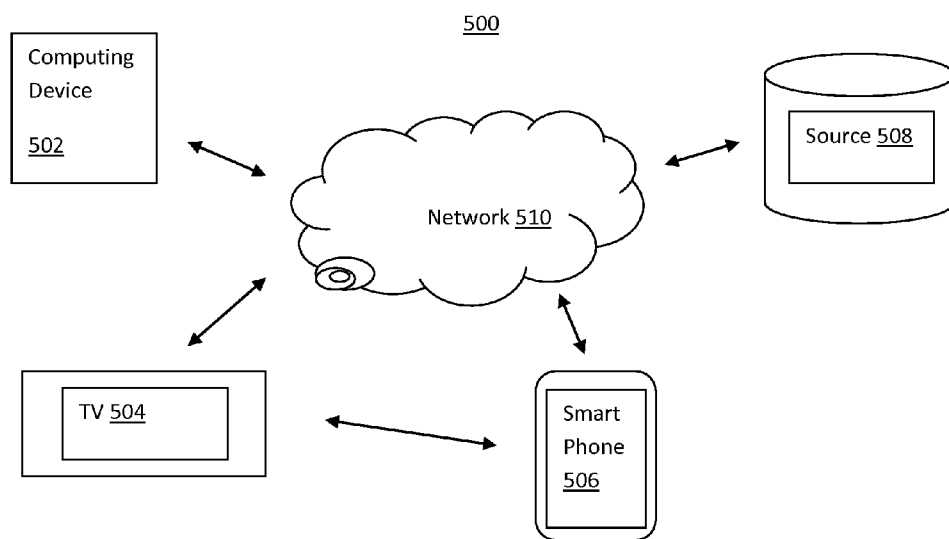 500
Computing
Device
502
Source 508
Network 510
TV 504
Smart
Phone
506